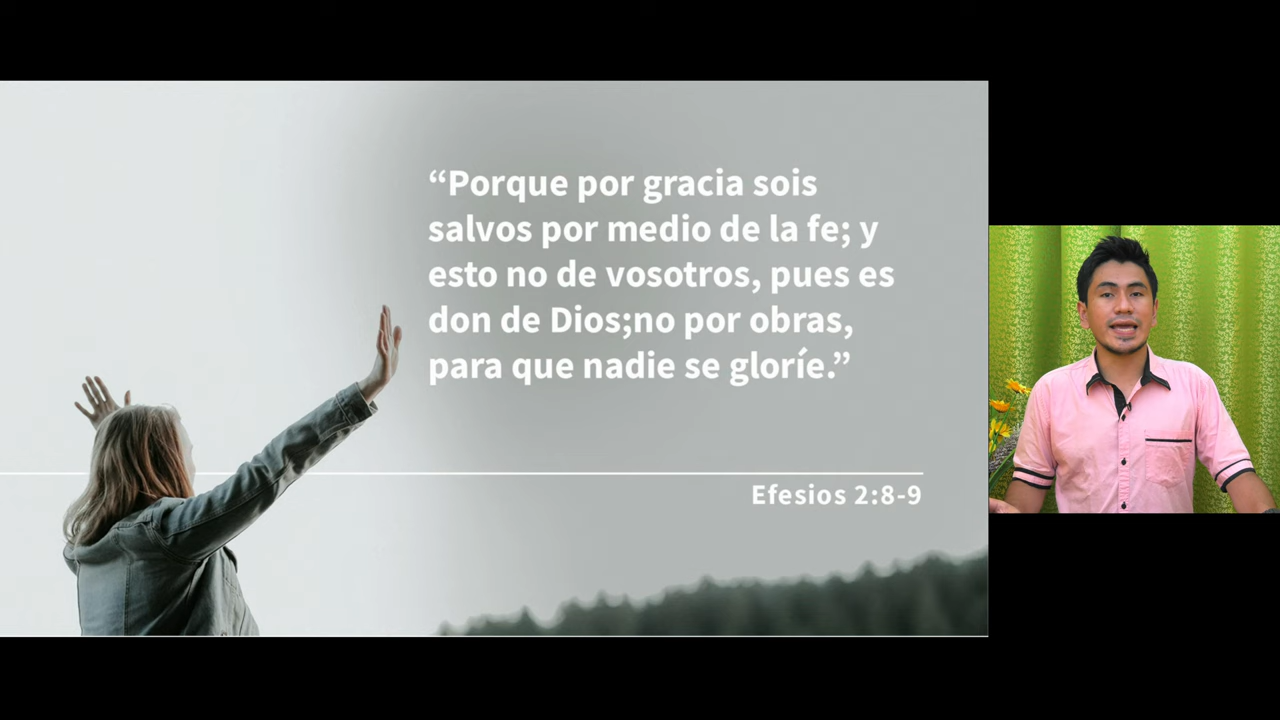 “Porque por gracia sois
salvos por medio de la fe; y
esto no de vosotros, pues es
don de Dios;no por obras,
para que nadie se gloríe.”
Efesios 2:8-9